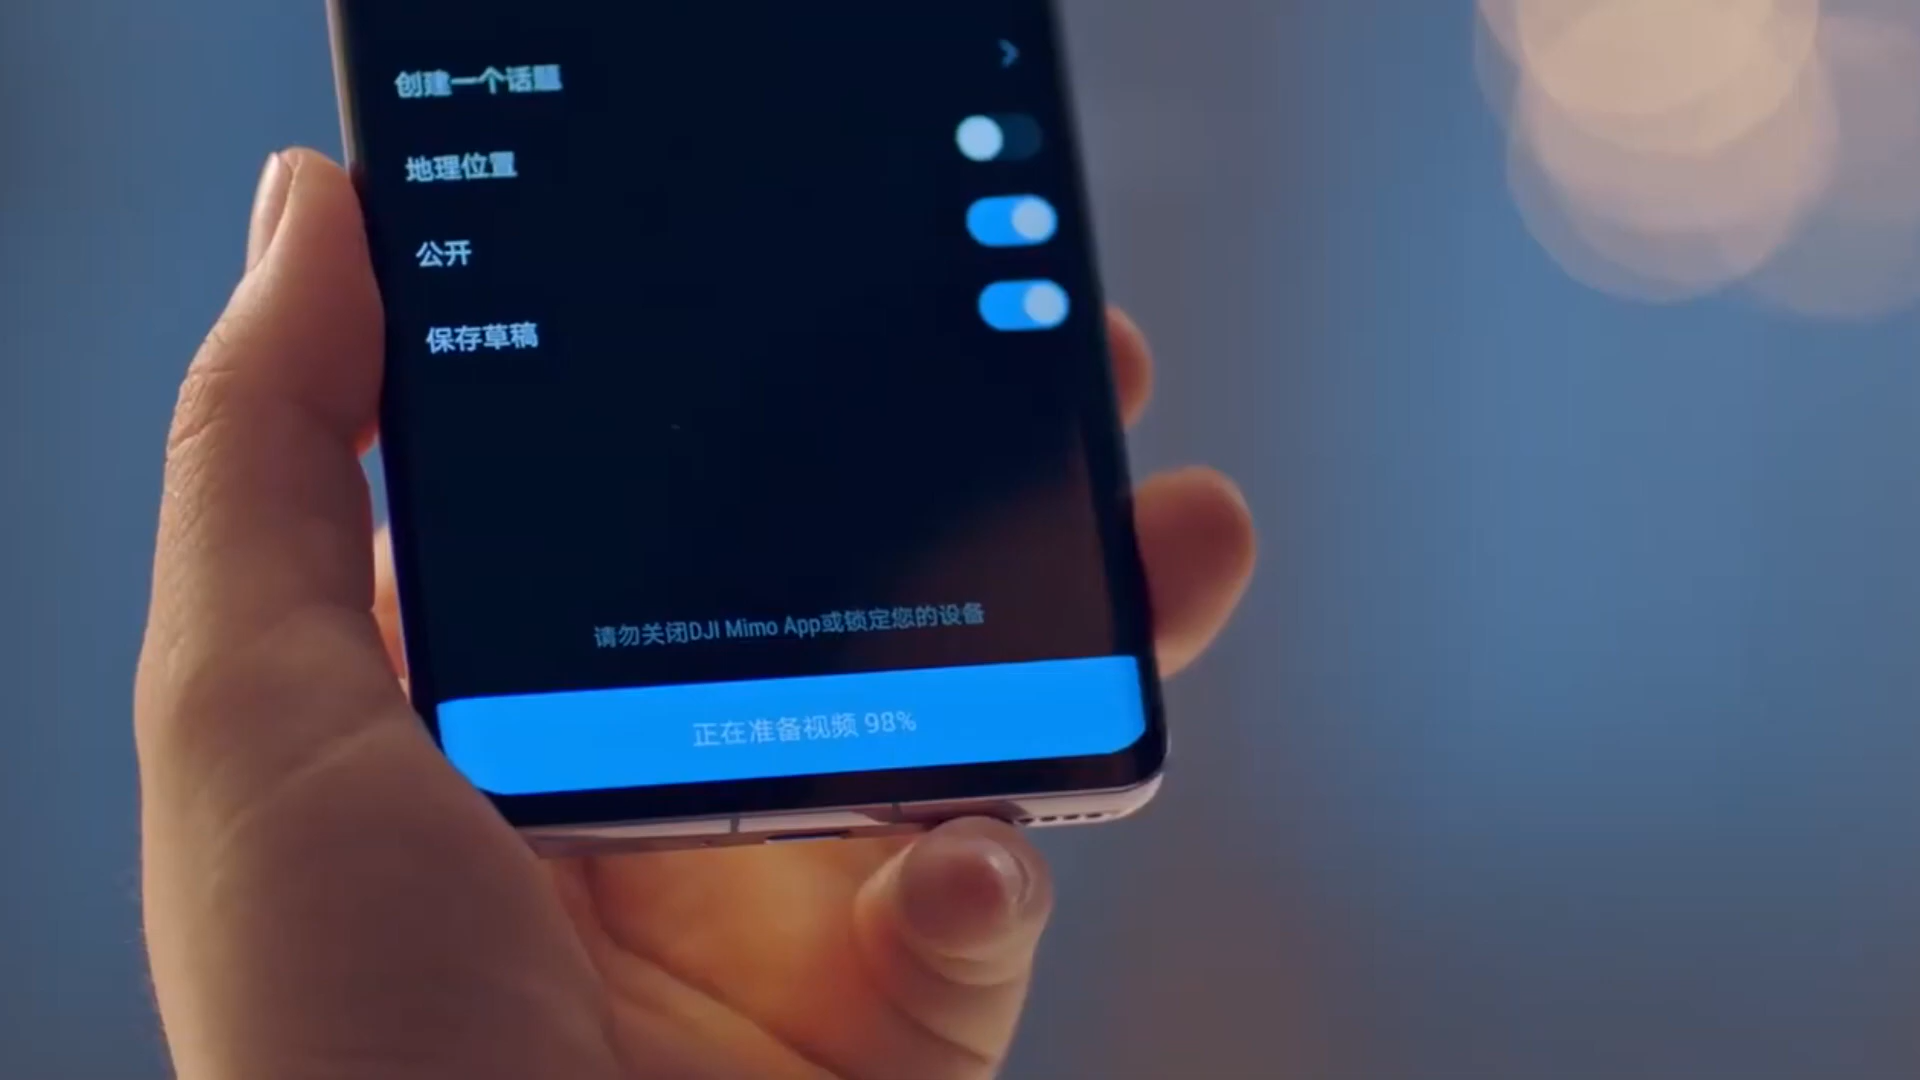 创建一个话题
地理位置
公开
保存草稿
请勿关闭DJI Mimo App或锁定您的设备
正在准备视频 98%